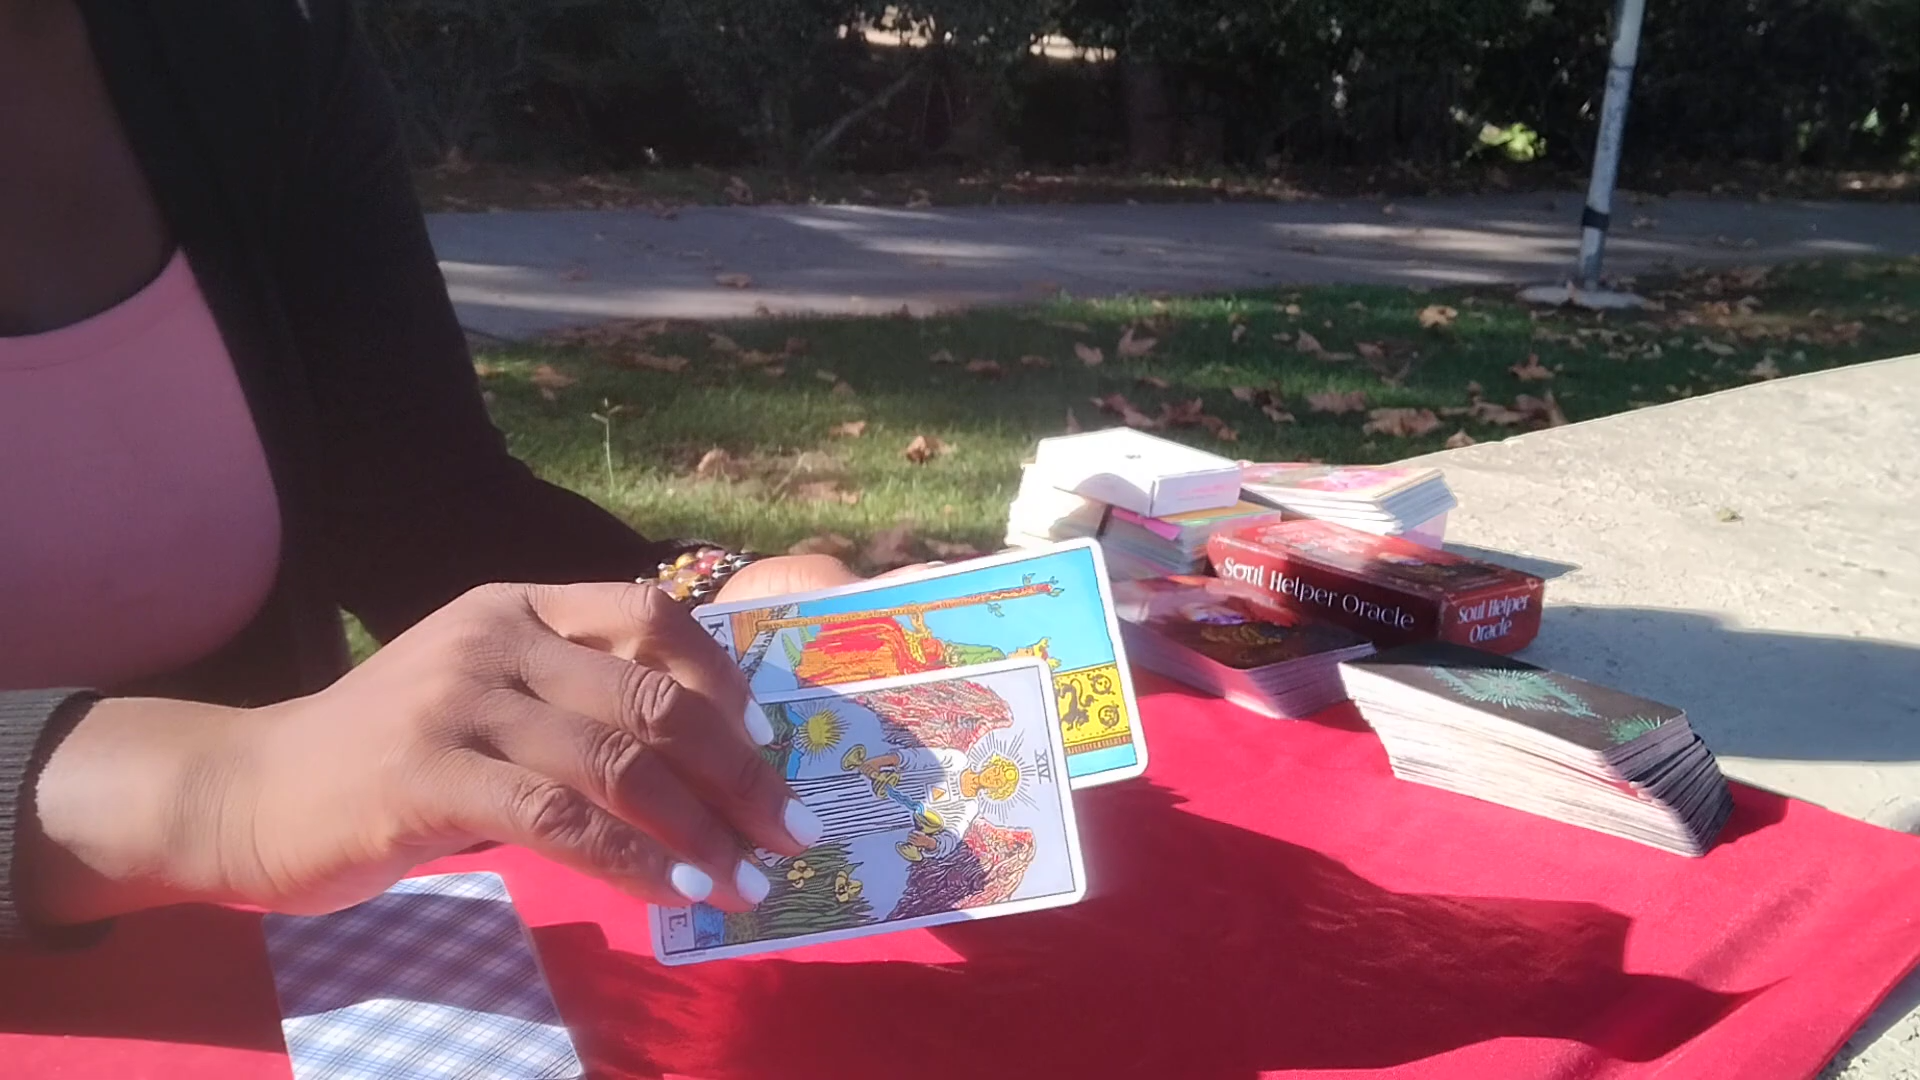 Soul Helper Oracle
Soul Helper
Oracle
K
XIV
E.